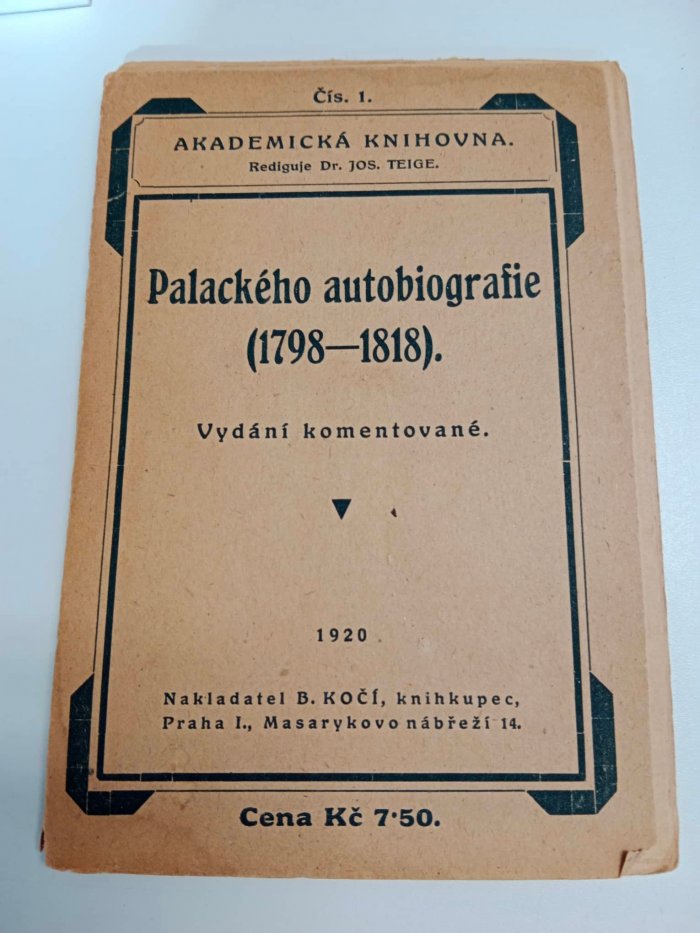 Čís. 1.
AKADEMICKÁ KNIHOVNA.
Rediguje Dr. JOS. TEIGE.
Palackého autobiografie
(1798—1818).
Vydání komentované.
1920
Nakladatel B. KOČÍ, knihkupec,
Praha I., Masarykovo nábřeží 14.
Cena Kč 7·50.